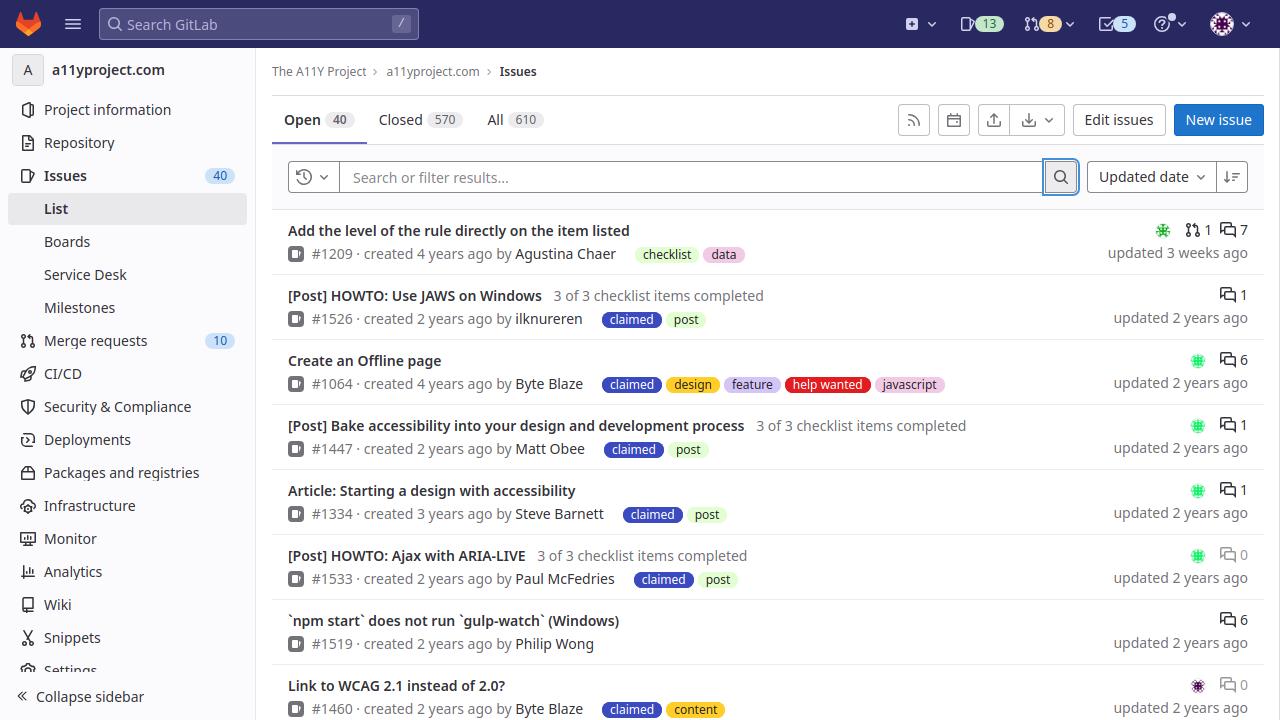 Search GitLab /
13 8 5
A a11yproject.com
Project information
Repository
Issues 40
List
Boards
Service Desk
Milestones
Merge requests 10
CI/CD
Security & Compliance
Deployments
Packages and registries
Infrastructure
Monitor
Analytics
Wiki
Snippets
Settings
Collapse sidebar
The A11Y Project › a11yproject.com › Issues
Open 40 Closed 570 All 610
Edit issues New issue
Search or filter results... Updated date
Add the level of the rule directly on the item listed 1 7
#1209 · created 4 years ago by Agustina Chaer checklist data updated 3 weeks ago
[Post] HOWTO: Use JAWS on Windows 3 of 3 checklist items completed 1
#1526 · created 2 years ago by ilknureren claimed post updated 2 years ago
Create an Offline page 6
#1064 · created 4 years ago by Byte Blaze claimed design feature help wanted javascript updated 2 years ago
[Post] Bake accessibility into your design and development process 3 of 3 checklist items completed 1
#1447 · created 2 years ago by Matt Obee claimed post updated 2 years ago
Article: Starting a design with accessibility 1
#1334 · created 3 years ago by Steve Barnett claimed post updated 2 years ago
[Post] HOWTO: Ajax with ARIA-LIVE 3 of 3 checklist items completed 0
#1533 · created 2 years ago by Paul McFedries claimed post updated 2 years ago
`npm start` does not run `gulp-watch` (Windows) 6
#1519 · created 2 years ago by Philip Wong updated 2 years ago
Link to WCAG 2.1 instead of 2.0? 0
#1460 · created 2 years ago by Byte Blaze claimed content updated 2 years ago